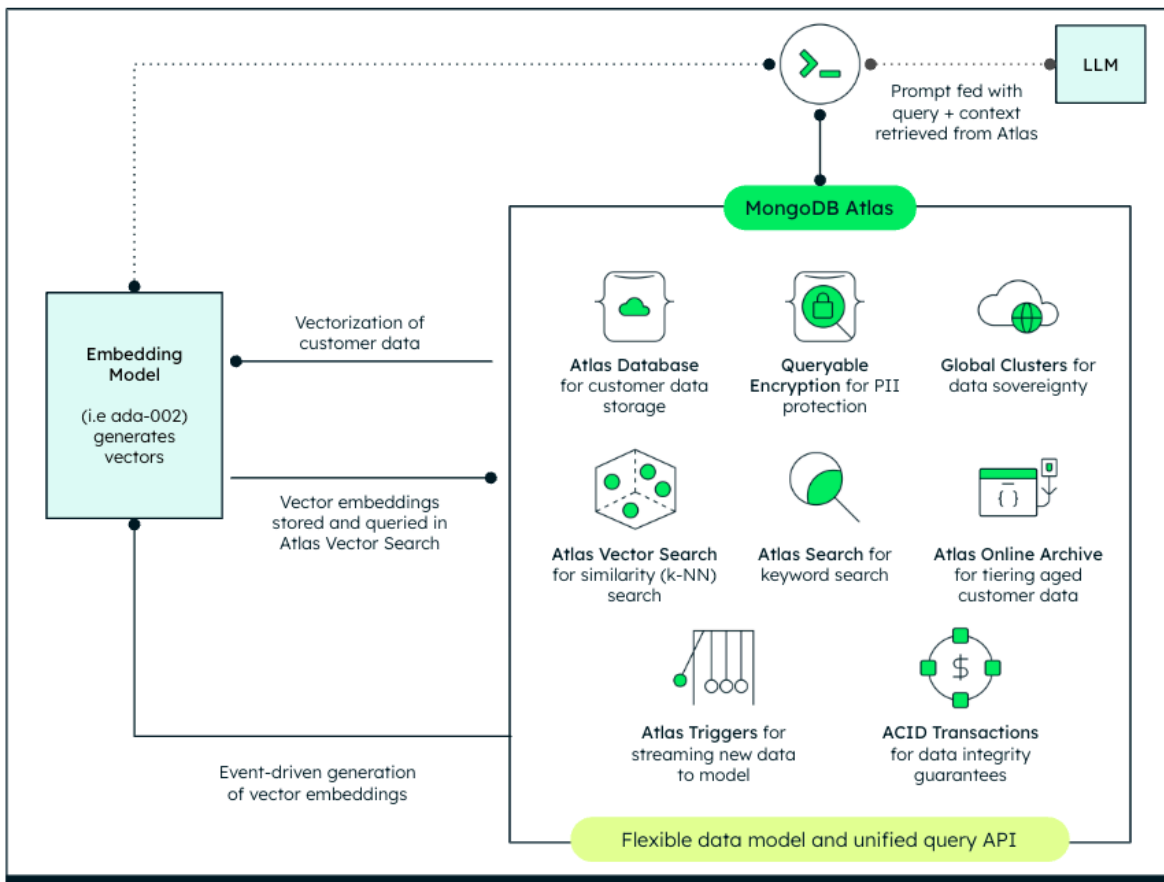 LLM
Prompt fed with
query + context
retrieved from Atlas
MongoDB Atlas
Embedding
Model
(i.e ada-002)
generates
vectors
Vectorization of
customer data
Vector embeddings
stored and queried in
Atlas Vector Search
Event-driven generation
of vector embeddings
Atlas Database
for customer data
storage
Queryable
Encryption for PII
protection
Global Clusters for
data sovereignty
Atlas Vector Search
for similarity (k-NN)
search
Atlas Search for
keyword search
Atlas Online Archive
for tiering aged
customer data
Atlas Triggers for
streaming new data
to model
ACID Transactions
for data integrity
guarantees
Flexible data model and unified query API